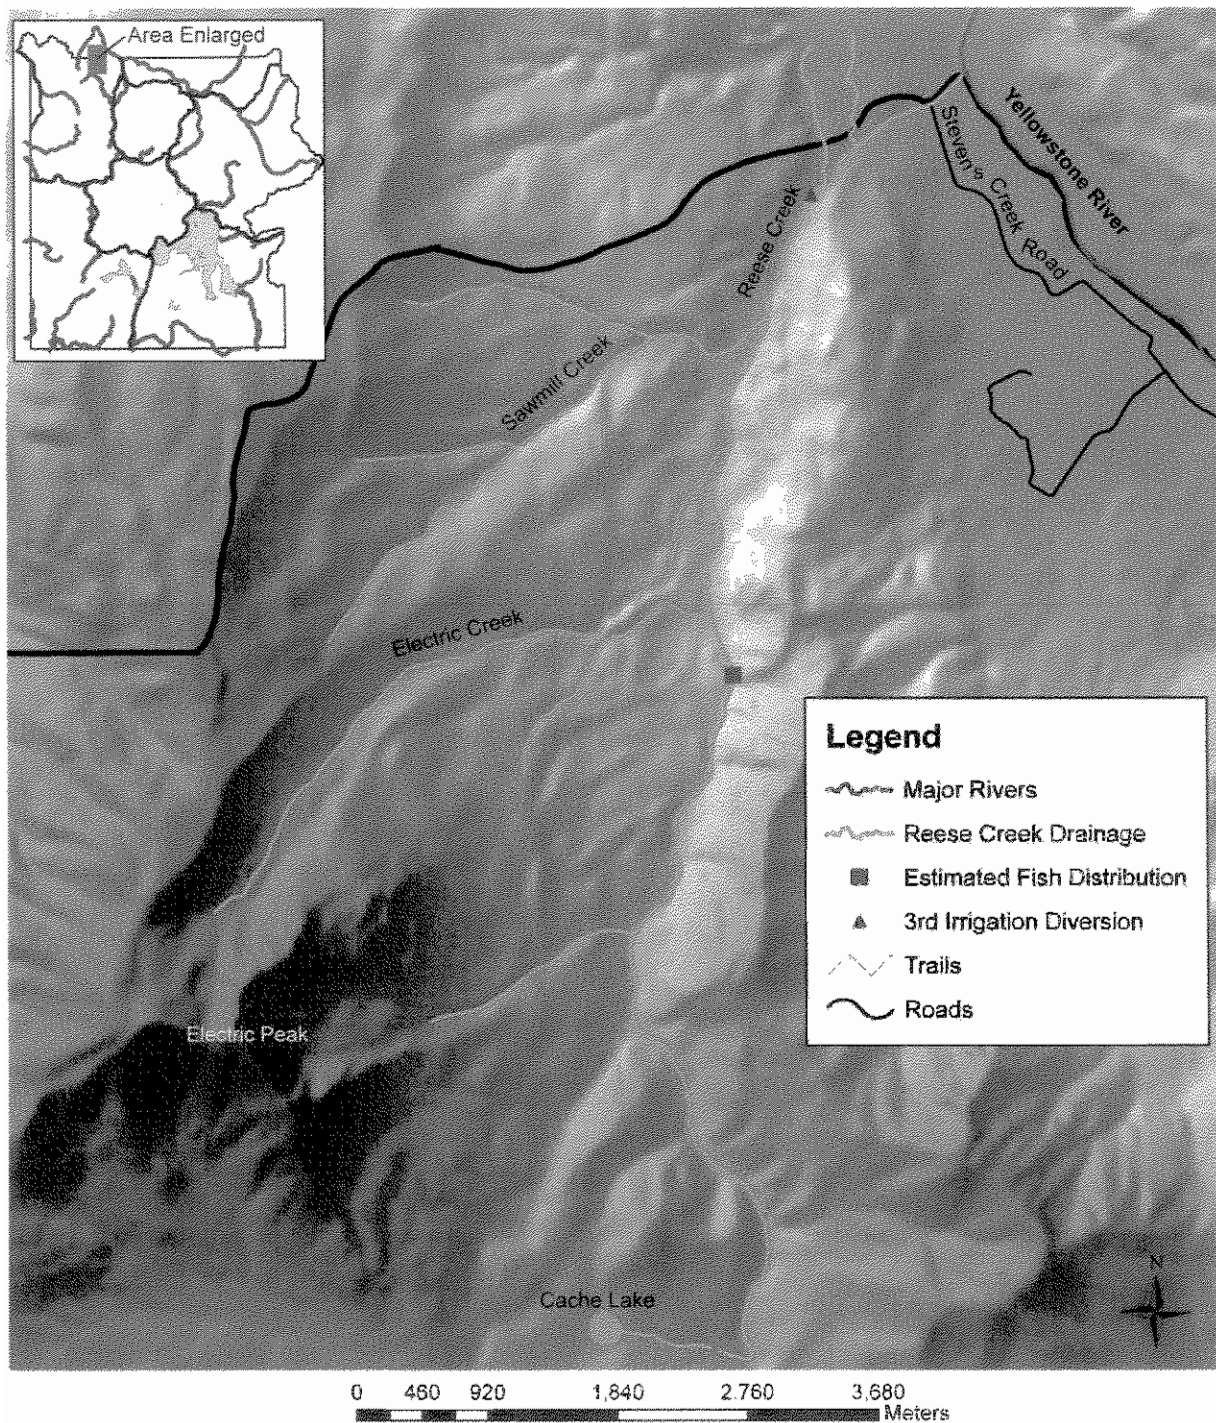 Area Enlarged
Yellowstone River
Steven's Creek Road
Reese Creek
Sawmill Creek
Electric Creek
Legend
Major Rivers
Reese Creek Drainage
Estimated Fish Distribution
3rd Irrigation Diversion
Trails
Roads
Electric Peak
Cache Lake
N
0 460 920 1,840 2.760 3,680
Meters